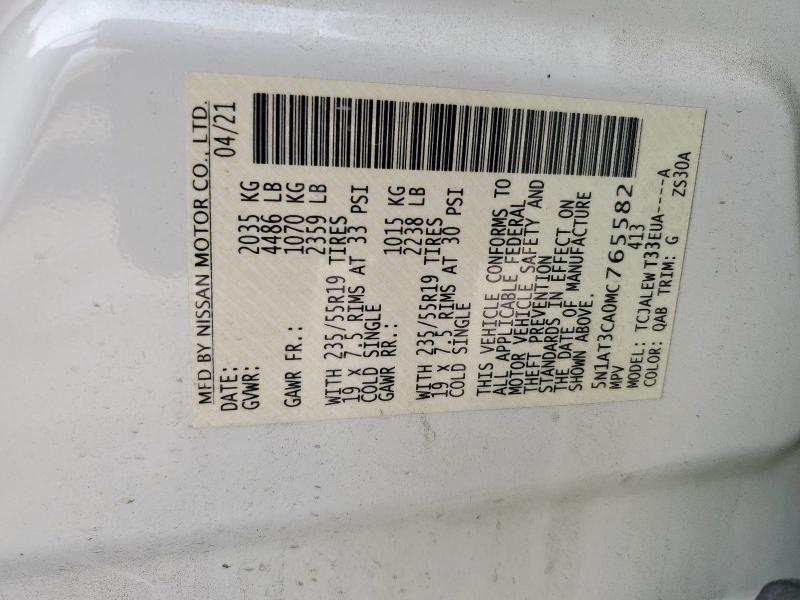 MFD BY NISSAN MOTOR CO., LTD.
DATE: 04/21
GVWR: 2035 KG
4486 LB
GAWR FR.: 1070 KG
2359 LB
WITH 235/55R19 TIRES
19 X 7.5 RIMS AT 33 PSI
COLD SINGLE
GAWR RR.: 1015 KG
2238 LB
WITH 235/55R19 TIRES
19 X 7.5 RIMS AT 30 PSI
COLD SINGLE
THIS VEHICLE CONFORMS TO
ALL APPLICABLE FEDERAL
MOTOR VEHICLE SAFETY AND
THEFT PREVENTION
STANDARDS IN EFFECT ON
THE DATE OF MANUFACTURE
SHOWN ABOVE.
5N1AT3CA0MC765582
MPV 413
MODEL: TCJALEW T33EUA----A
COLOR: QAB TRIM: G ZS30A